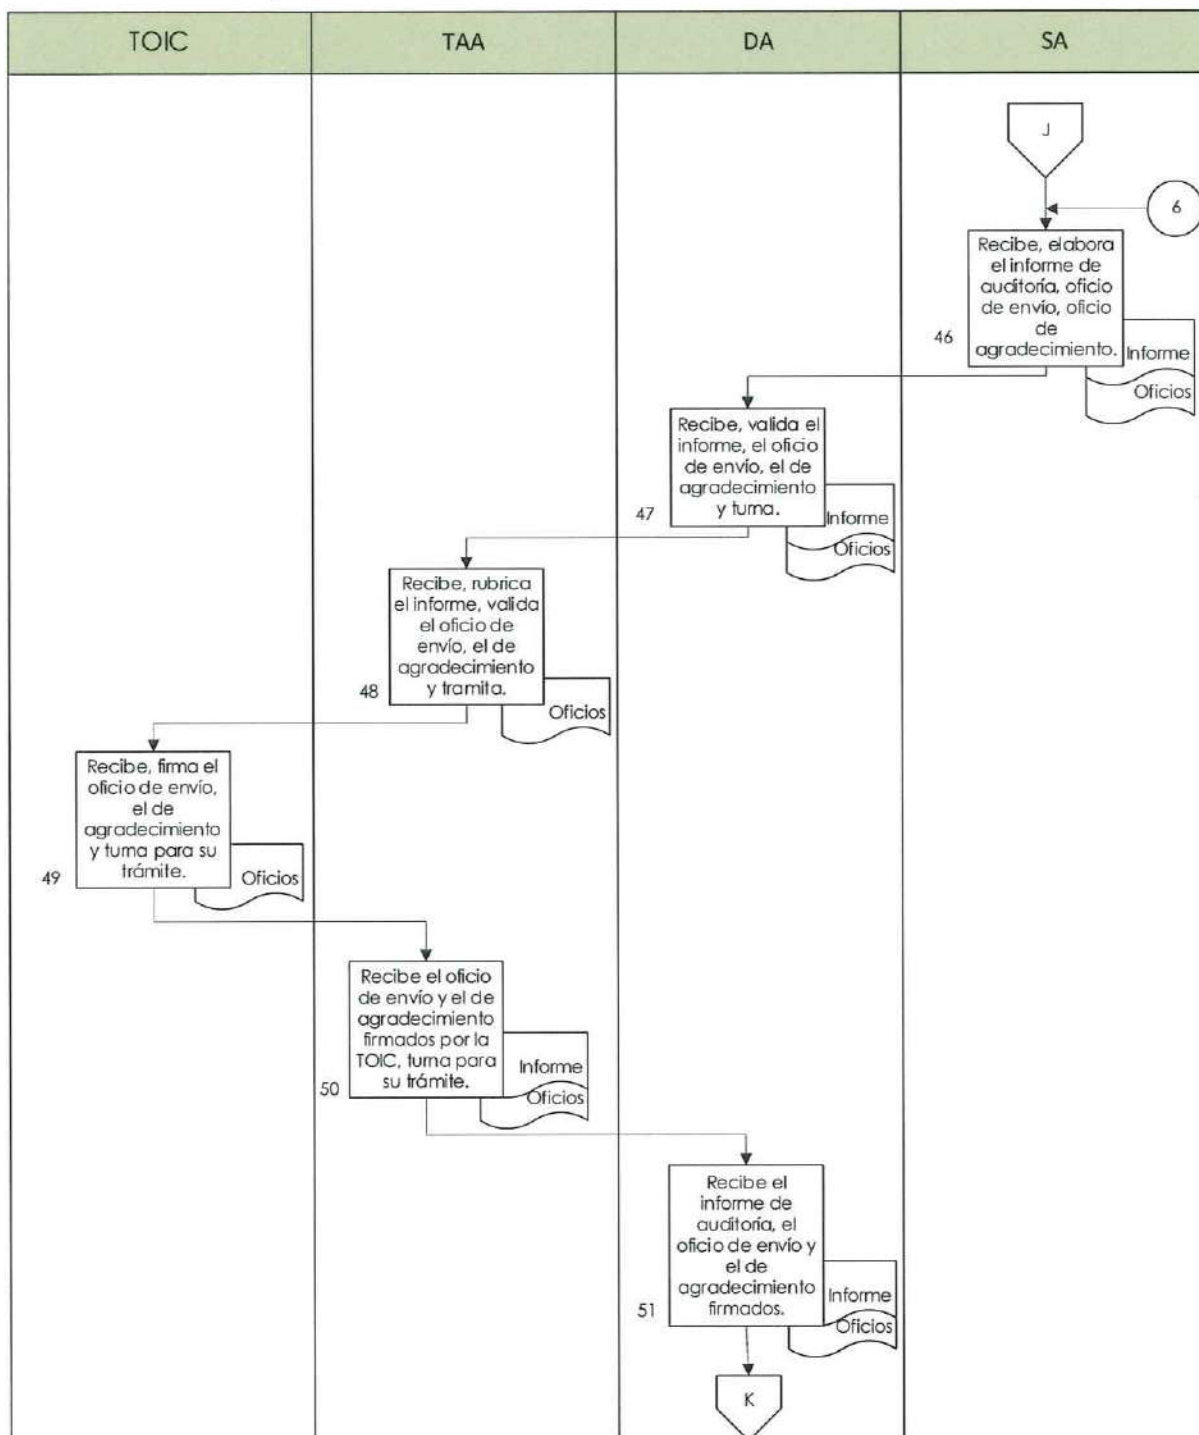 TOIC
TAA
DA
SA
J
6
Recibe, elabora
el informe de
auditoría, oficio
de envío, oficio
de
agradecimiento.
46
Informe
Oficios
Recibe, valida el
informe, el oficio
de envío, el de
agradecimiento
y turna.
47
Informe
Oficios
Recibe, rubrica
el informe, valida
el oficio de
envío, el de
agradecimiento
y tramita.
48
Oficios
Recibe, firma el
oficio de envío,
el de
agradecimiento
y turna para su
trámite.
49
Oficios
Recibe el oficio
de envío y el de
agradecimiento
firmados por la
TOIC, turna para
su trámite.
50
Informe
Oficios
Recibe el
informe de
auditoría, el
oficio de envío y
el de
agradecimiento
firmados.
51
Informe
Oficios
K